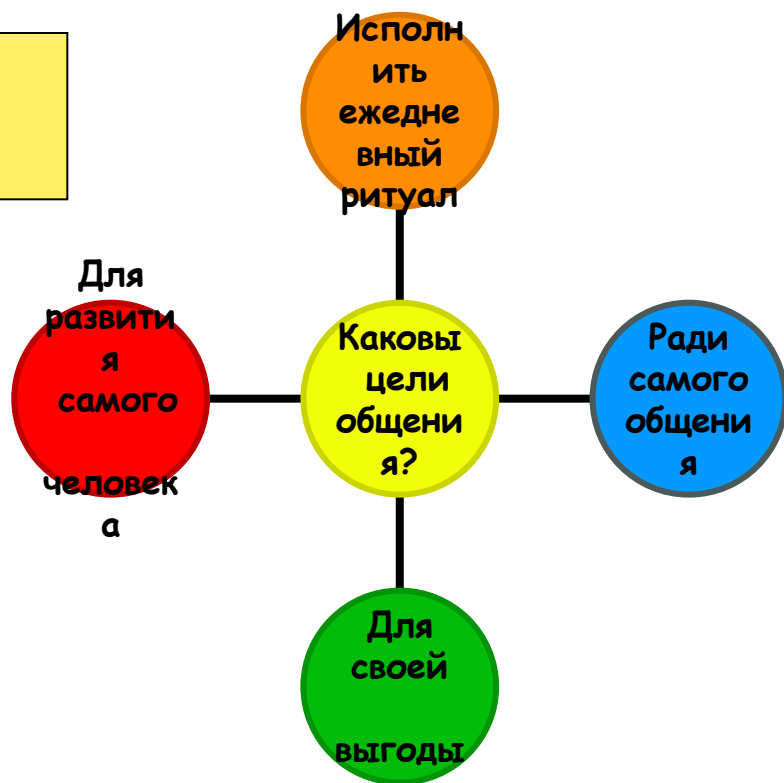 Исполн
ить
ежедне
вный
ритуал
Для
развити
я
самого
человек
а
Каковы
цели
общени
я?
Ради
самого
общени
я
Для
своей
выгоды